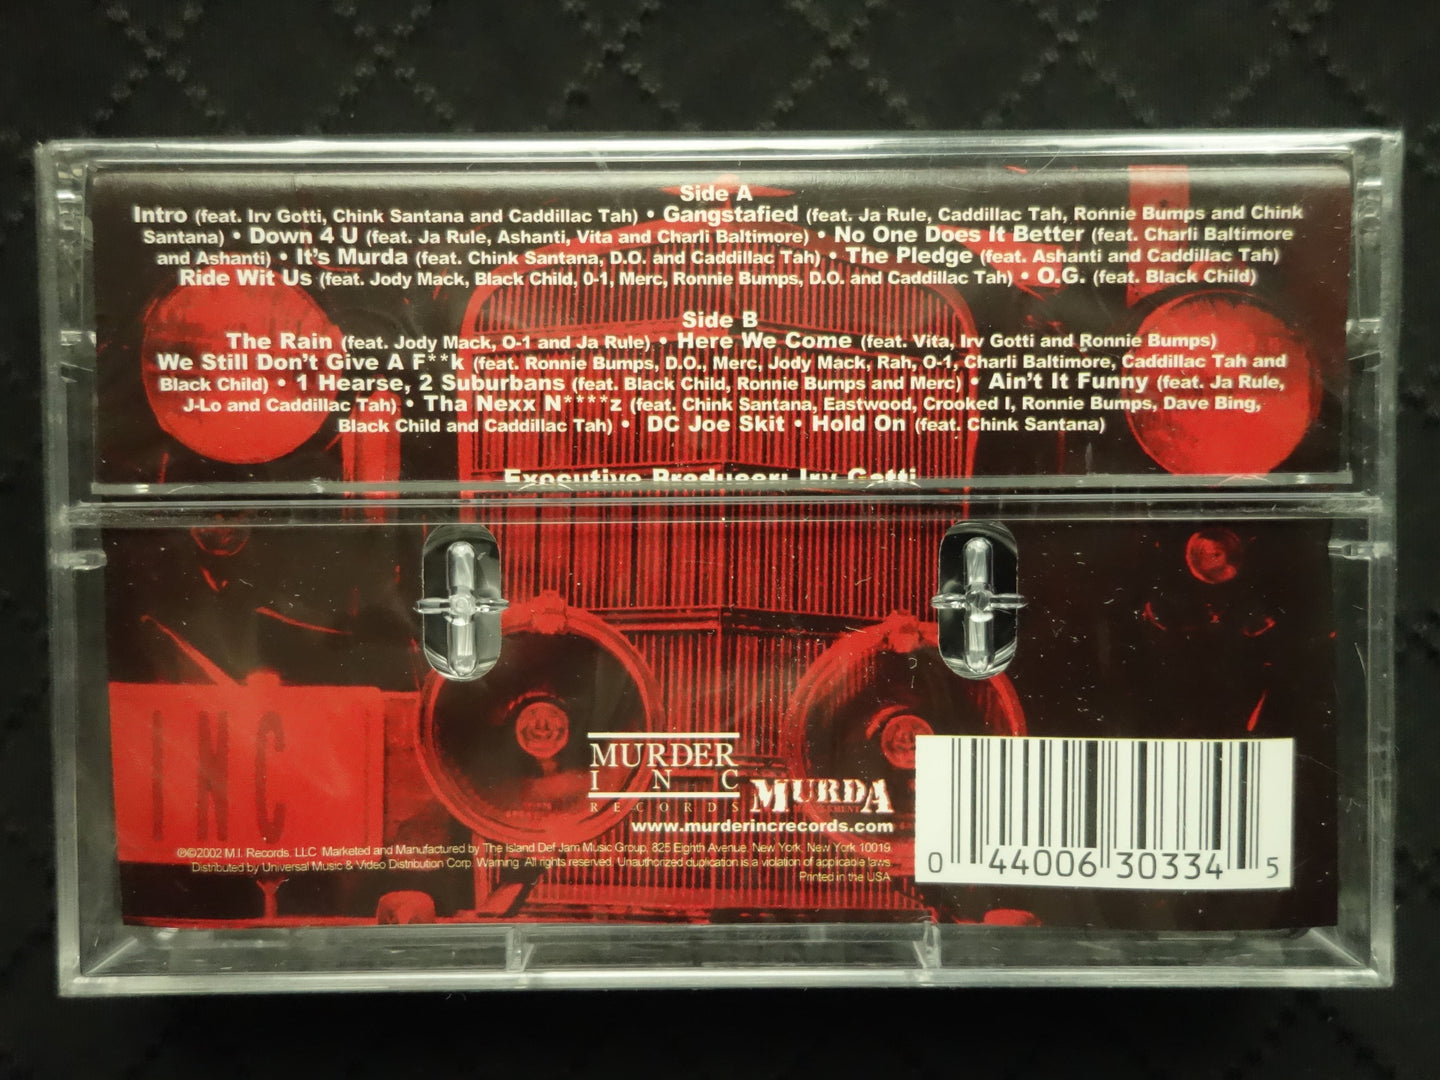 Side A
Intro (feat. Irv Gotti, Chink Santana and Caddillac Tah) • Gangstafied (feat. Ja Rule, Caddillac Tah, Ronnie Bumps and Chink
Santana) • Down 4 U (feat. Ja Rule, Ashanti, Vita and Charli Baltimore) • No One Does It Better (feat. Charli Baltimore
and Ashanti) • It's Murda (feat. Chink Santana, D.O. and Caddillac Tah) • The Pledge (feat. Ashanti and Caddillac Tah)
Ride Wit Us (feat. Jody Mack, Black Child, 0-1, Merc, Ronnie Bumps, D.O. and Caddillac Tah) • O.G. (feat. Black Child)
Side B
The Rain (feat. Jody Mack, O-1 and Ja Rule) • Here We Come (feat. Vita, Irv Gotti and Ronnie Bumps)
We Still Don't Give A F**k (feat. Ronnie Bumps, D.O., Merc, Jody Mack, Rah, O-1, Charli Baltimore, Caddillac Tah and
Black Child) • 1 Hearse, 2 Suburbans (feat. Black Child, Ronnie Bumps and Merc) • Ain't It Funny (feat. Ja Rule,
J-Lo and Caddillac Tah) • Tha Nexx N****z (feat. Chink Santana, Eastwood, Crooked I, Ronnie Bumps, Dave Bing,
Black Child and Caddillac Tah) • DC Joe Skit • Hold On (feat. Chink Santana)
Executive Producer: Irv Gotti
INC
MURDER
INC
RECORDS
MURDA
www.murderincrecords.com
℗©2002 M.I. Records, LLC Marketed and Manufactured by The Island Def Jam Music Group, 825 Eighth Avenue, New York, New York 10019.
Distributed by Universal Music & Video Distribution Corp. Warning: All rights reserved. Unauthorized duplication is a violation of applicable laws.
Printed in the USA.
0 44006 30334 5